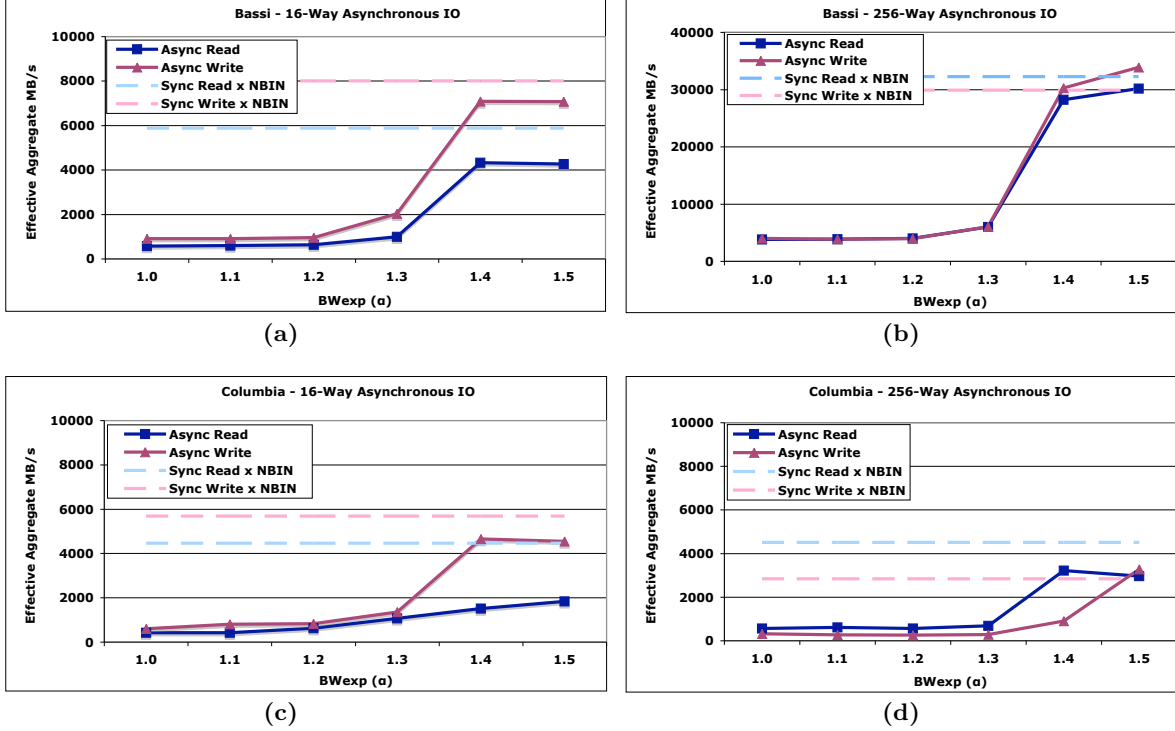 Bassi - 16-Way Asynchronous IO
Effective Aggregate MB/s
10000
8000
6000
4000
2000
0
Async Read
Async Write
Sync Read x NBIN
Sync Write x NBIN
1.0 1.1 1.2 1.3 1.4 1.5
BWexp (α)
(a)
Bassi - 256-Way Asynchronous IO
Effective Aggregate MB/s
40000
30000
20000
10000
0
Async Read
Async Write
Sync Read x NBIN
Sync Write x NBIN
1.0 1.1 1.2 1.3 1.4 1.5
BWexp (α)
(b)
Columbia - 16-Way Asynchronous IO
Effective Aggregate MB/s
10000
8000
6000
4000
2000
0
Async Read
Async Write
Sync Read x NBIN
Sync Write x NBIN
1.0 1.1 1.2 1.3 1.4 1.5
BWexp (α)
(c)
Columbia - 256-Way Asynchronous IO
Effective Aggregate MB/s
10000
8000
6000
4000
2000
0
Async Read
Async Write
Sync Read x NBIN
Sync Write x NBIN
1.0 1.1 1.2 1.3 1.4 1.5
BWexp (α)
(d)